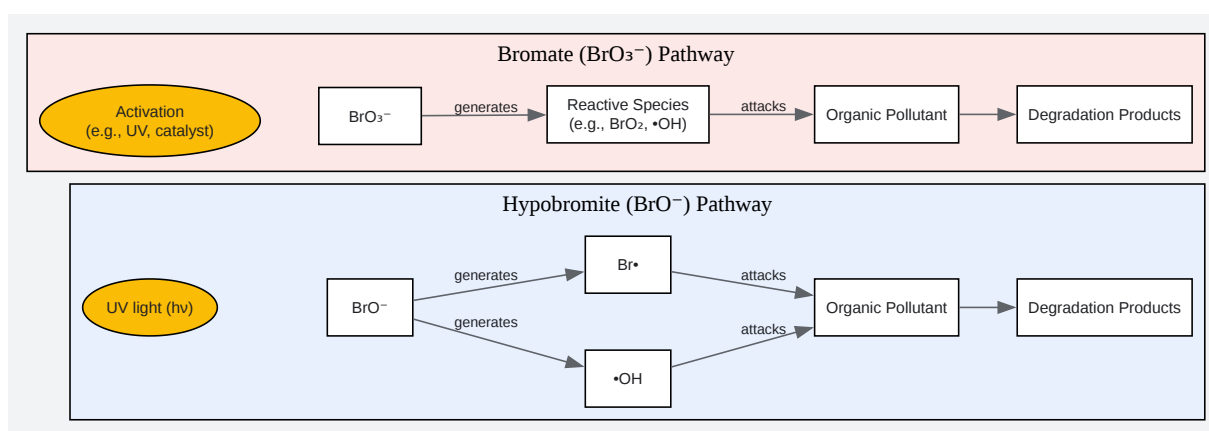 Bromate (BrO₃⁻) Pathway
Activation
(e.g., UV, catalyst)
BrO₃⁻
generates
Reactive Species
(e.g., BrO₂, •OH)
attacks
Organic Pollutant
Degradation Products
Hypobromite (BrO⁻) Pathway
UV light (hν)
BrO⁻
generates
generates
Br•
•OH
attacks
attacks
Organic Pollutant
Degradation Products